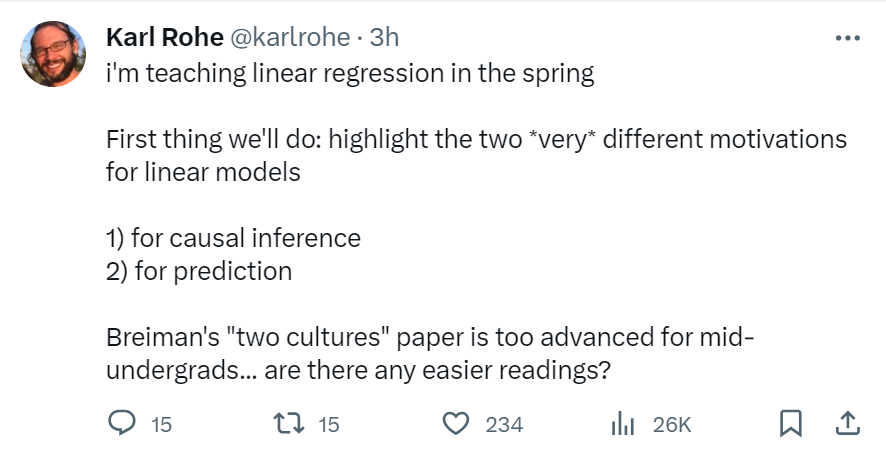 Karl Rohe @karlrohe · 3h
i'm teaching linear regression in the spring
First thing we'll do: highlight the two *very* different motivations
for linear models
1) for causal inference
2) for prediction
Breiman's "two cultures" paper is too advanced for mid-
undergrads... are there any easier readings?
15 15 234 26K